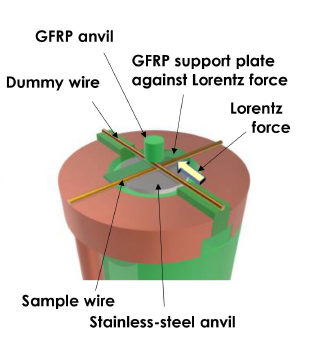 GFRP anvil
GFRP support plate
against Lorentz force
Dummy wire
Lorentz
force
Sample wire
Stainless-steel anvil